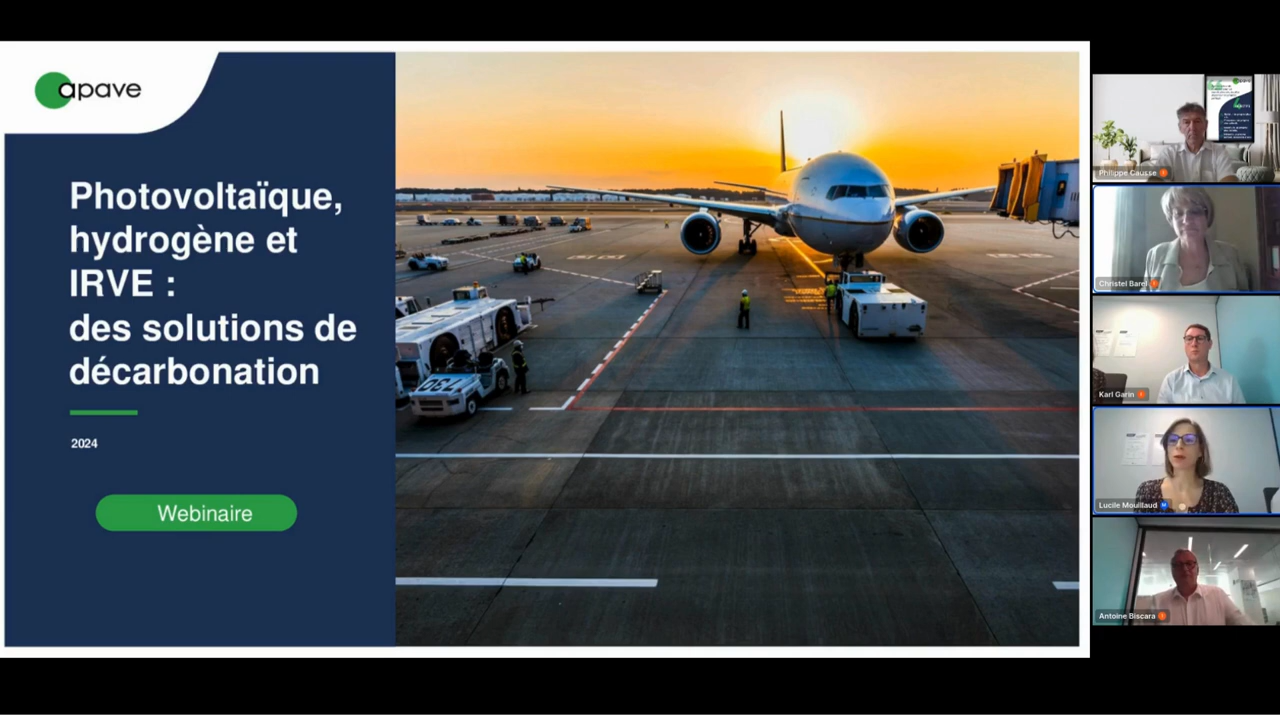 apave
Photovoltaïque,
hydrogène et
IRVE :
des solutions de
décarbonation
2024
Webinaire
Philippe Causse
Christel Barel
Karl Garin
Lucile Mouillaud
Antoine Biscara